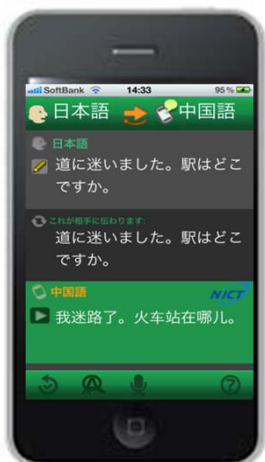 SoftBank 14:33 95%
日本語 中国語
日本語
道に迷いました。駅はどこ
ですか。
これが相手に伝わります:
道に迷いました。駅はどこ
ですか。
中国語 NICT
我迷路了。火车站在哪儿。
?